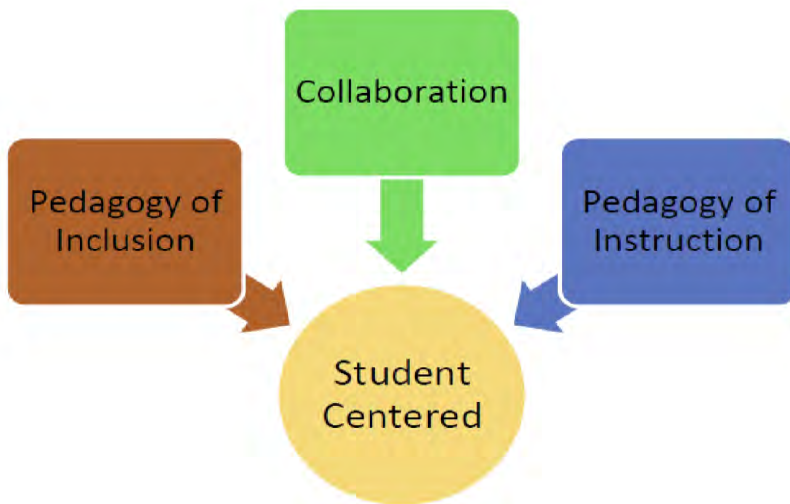 Collaboration
Pedagogy of
Inclusion
Pedagogy of
Instruction
Student
Centered